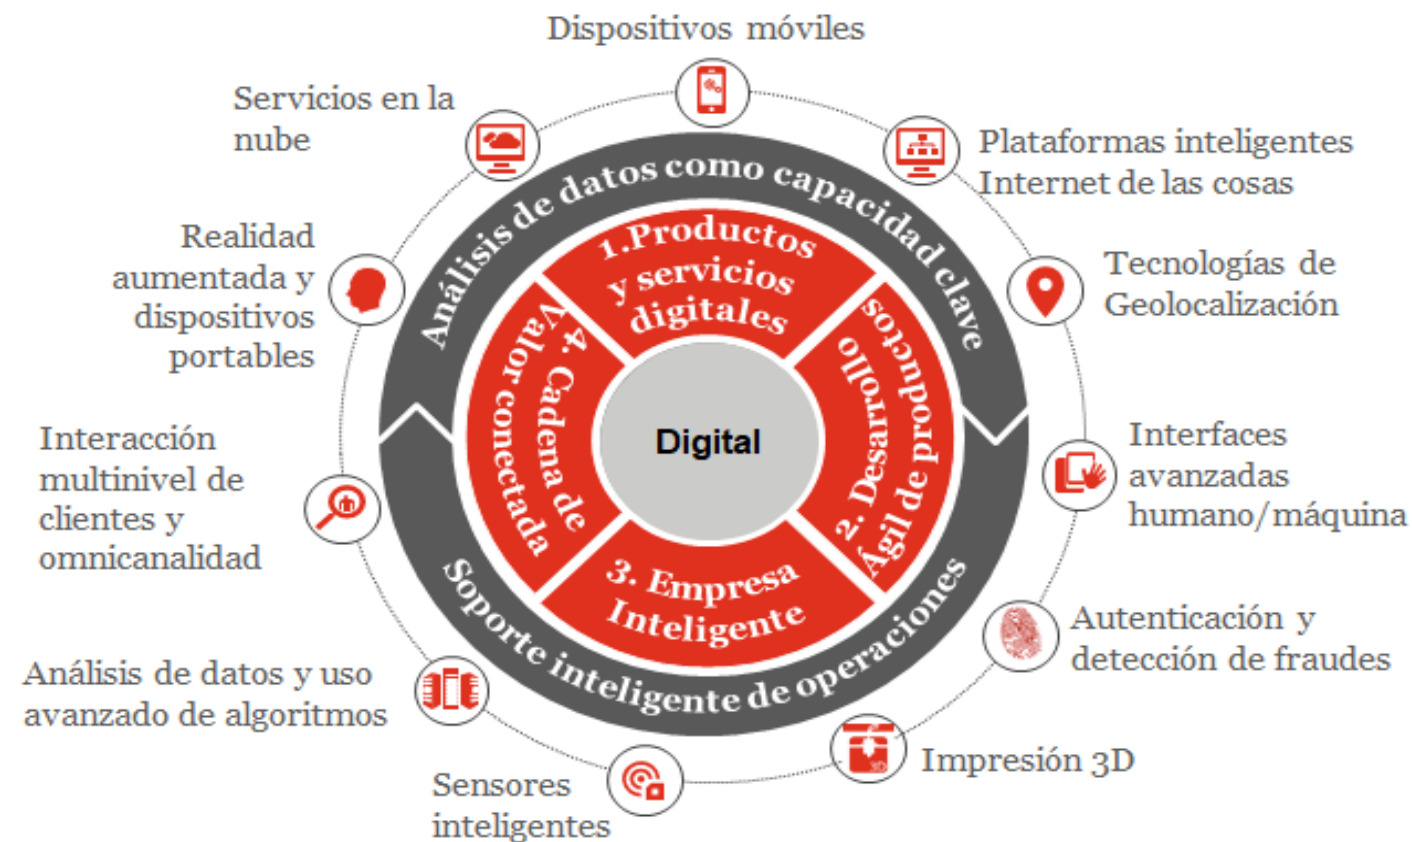 Dispositivos móviles
Servicios en la
nube
Plataformas inteligentes
Internet de las cosas
Realidad
aumentada y
dispositivos
portables
Tecnologías de
Geolocalización
Interacción
multinivel de
clientes y
omnicanalidad
Interfaces
avanzadas
humano/máquina
Autenticación y
detección de fraudes
Análisis de datos y uso
avanzado de algoritmos
Impresión 3D
3D
Sensores
inteligentes
Análisis de datos como capacidad clave
Soporte inteligente de operaciones
1.Productos
y servicios
digitales
2. Desarrollo
Ágil de productos
3. Empresa
Inteligente
4. Cadena de
Valor conectada
Digital